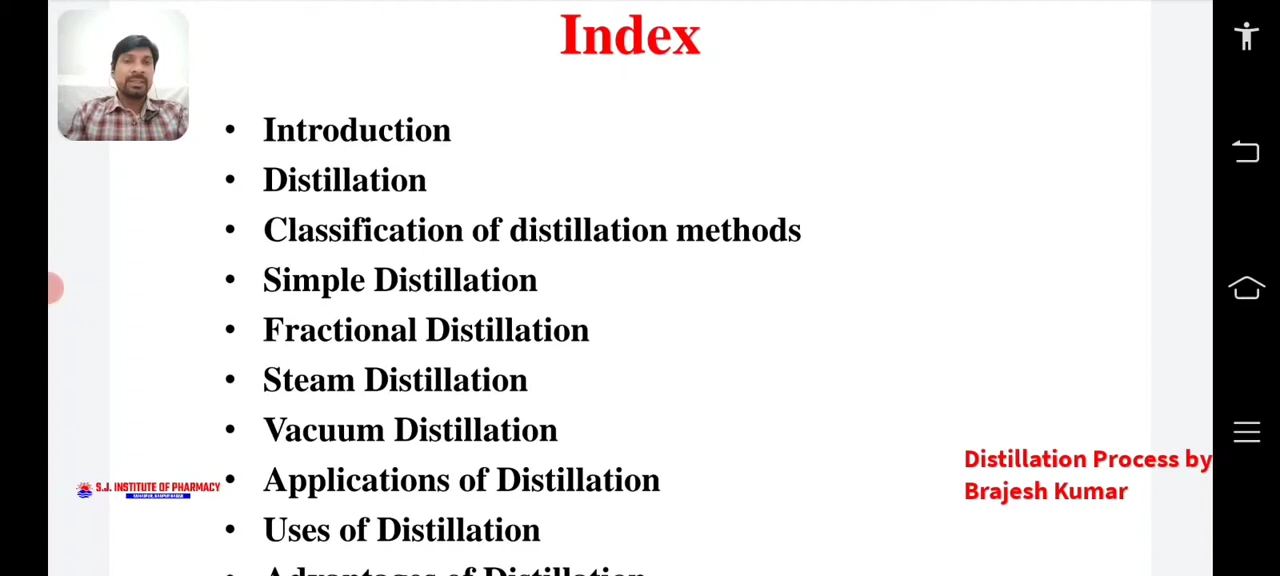 Index
• Introduction
• Distillation
• Classification of distillation methods
• Simple Distillation
• Fractional Distillation
• Steam Distillation
• Vacuum Distillation
• Applications of Distillation
• Uses of Distillation
• Advantages of Distillation
S.J. INSTITUTE OF PHARMACY
Distillation Process by
Brajesh Kumar